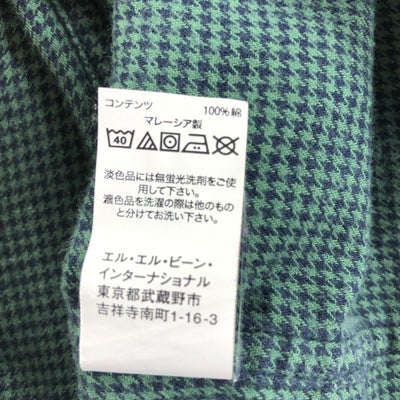 コンテンツ 100% 綿
マレーシア製
40
淡色品には無蛍光洗剤をご使
用して下さい。
濃色品を洗濯の際は他のもの
と分けてお洗い下さい。
エル・エル・ビーン・
インターナショナル
東京都武蔵野市
吉祥寺南町1-16-3